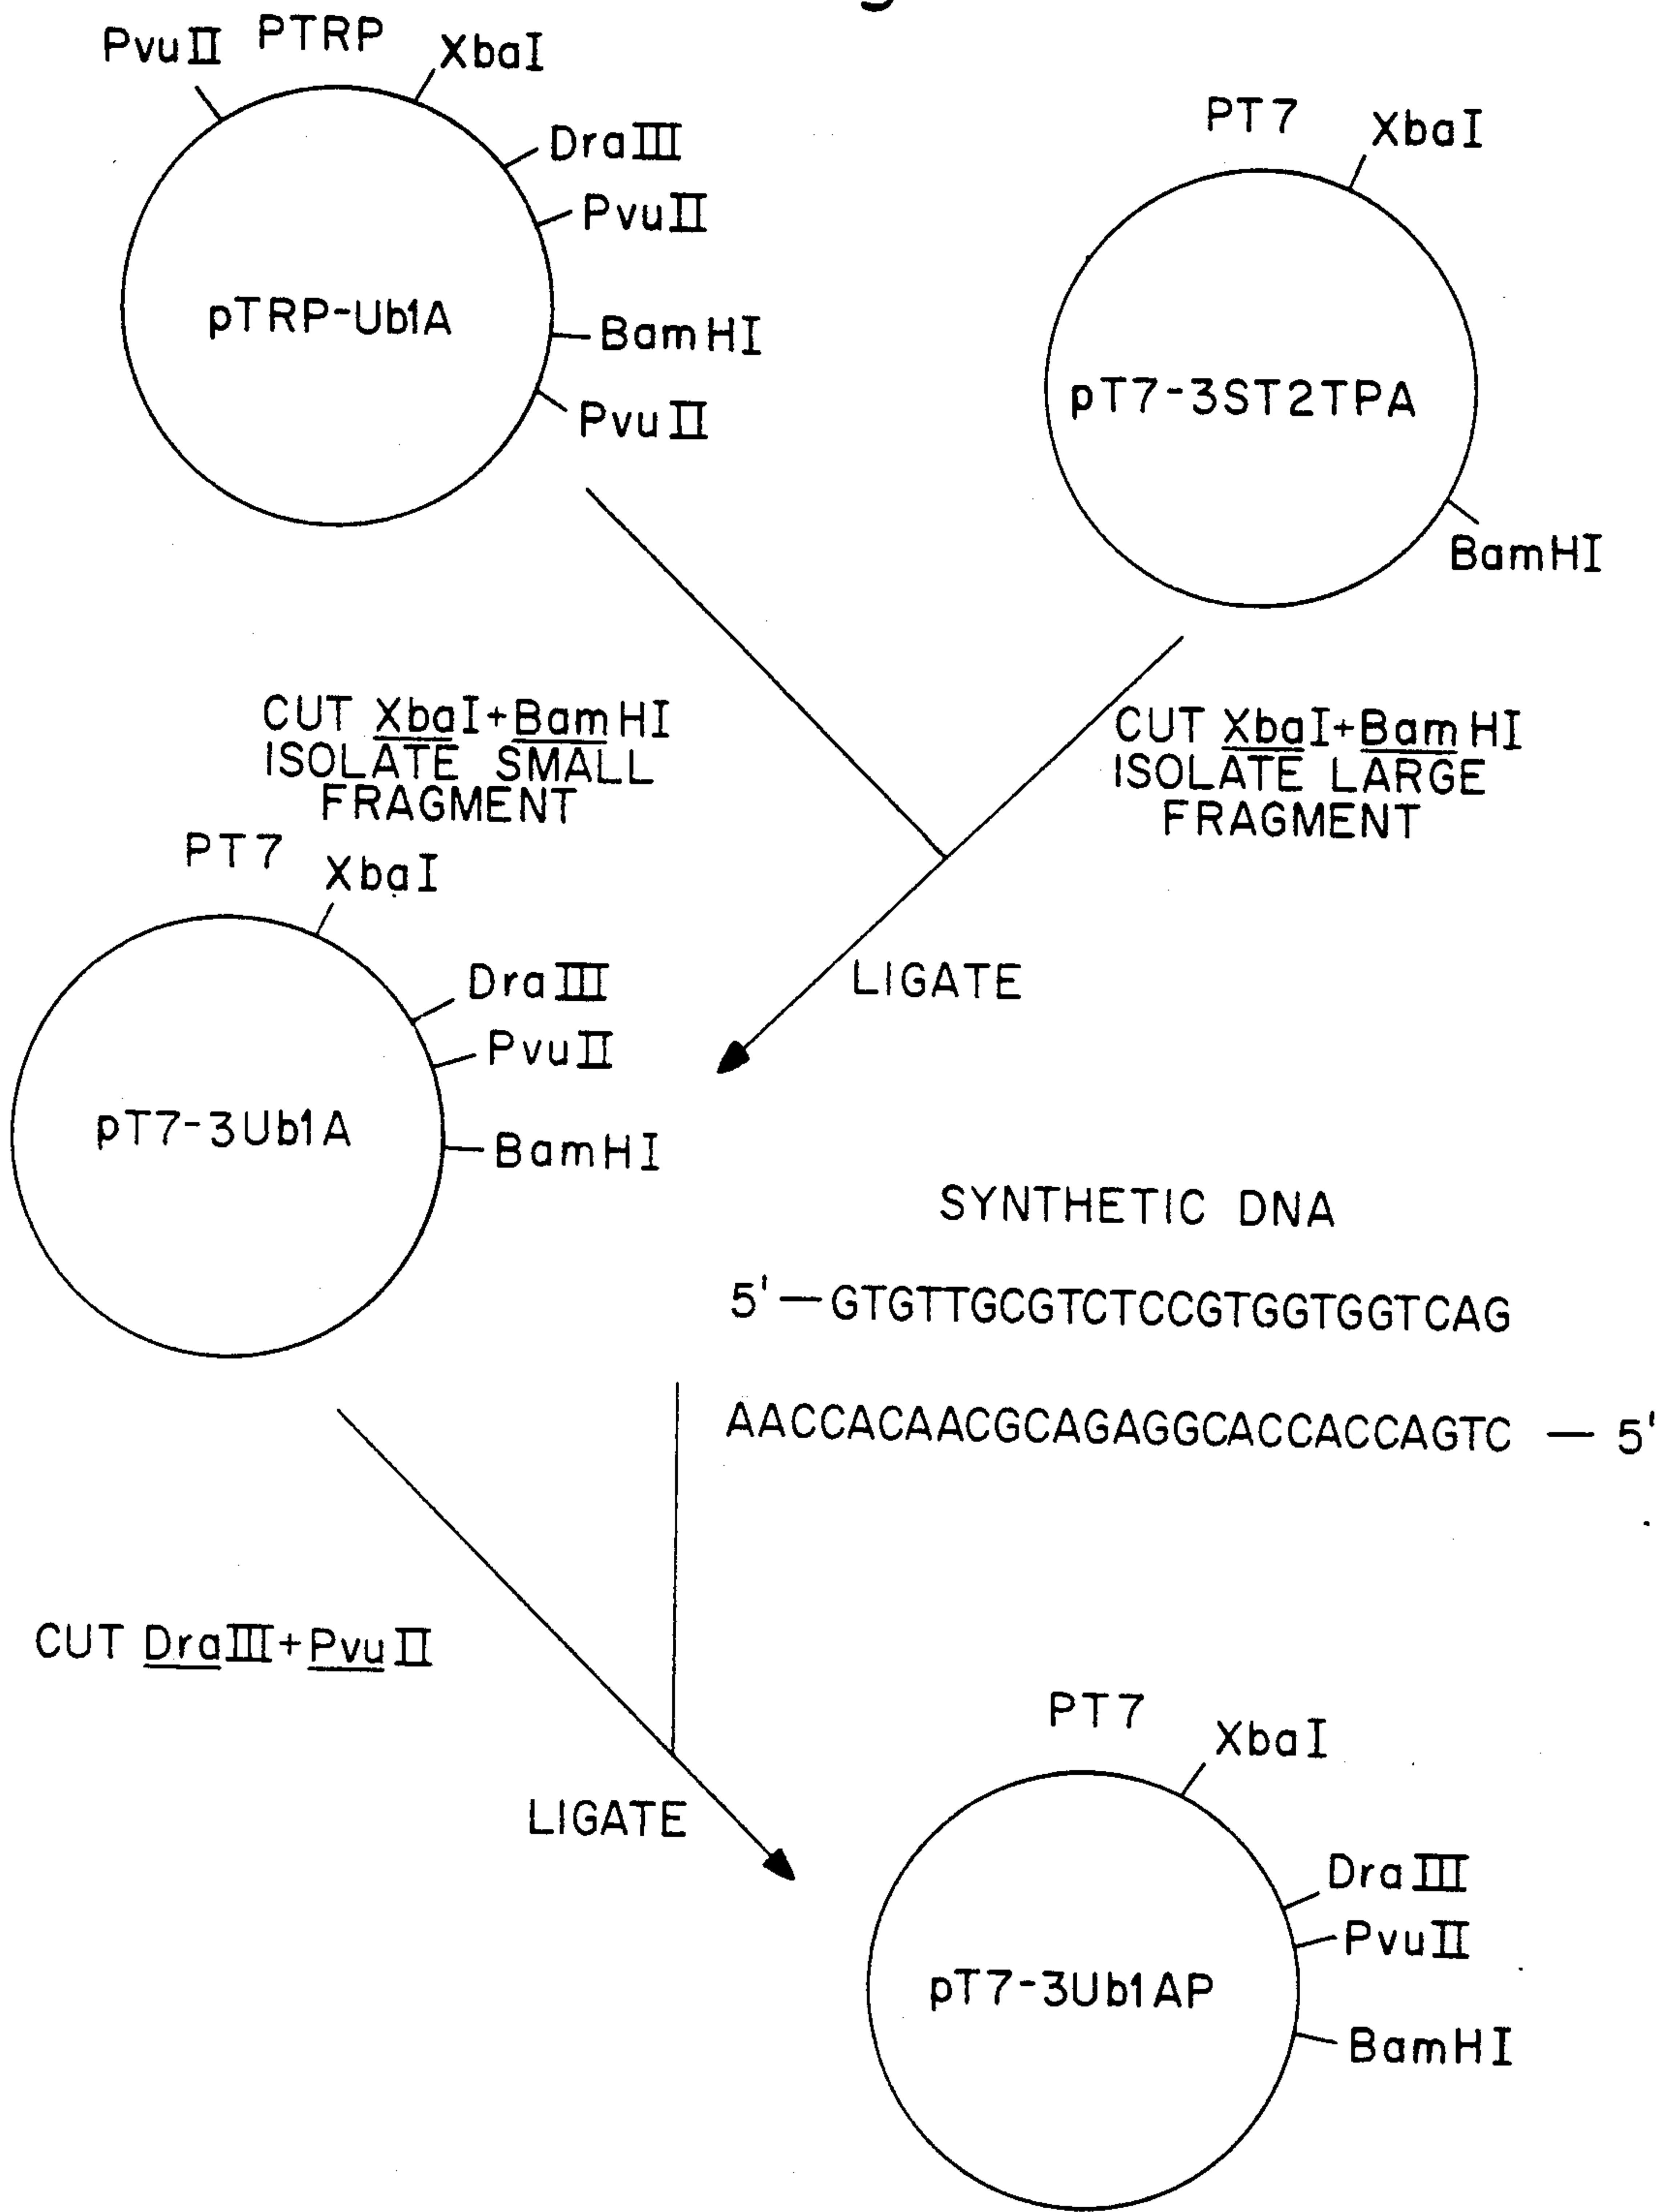 PvuII PTRP XbaI
DraIII
PvuII
pTRP-Ub1A
BamHI
PvuII
PT7 XbaI
pT7-3ST2TPA
BamHI
CUT XbaI+BamHI
ISOLATE SMALL
FRAGMENT
CUT XbaI+BamHI
ISOLATE LARGE
FRAGMENT
LIGATE
PT7 XbaI
DraIII
PvuII
pT7-3Ub1A
BamHI
SYNTHETIC DNA
5'—GTGTTGCGTCTCCGTGGTGGTCAG
AACCACAACGCAGAGGCACCACCAGTC — 5'
CUT DraIII+PvuII
LIGATE
PT7 XbaI
DraIII
PvuII
pT7-3Ub1AP
BamHI